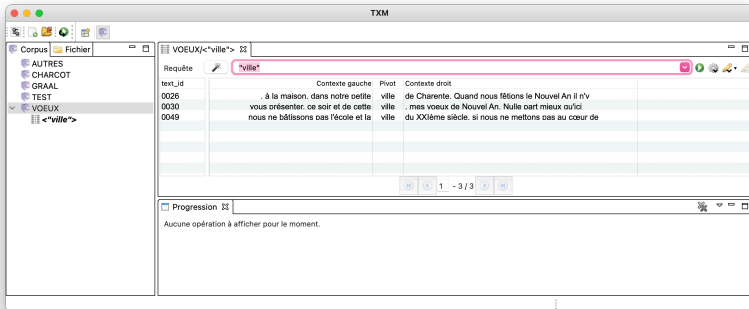 TXM
Corpus Fichier
AUTRES
CHARCOT
GRAAL
TEST
VOEUX
<"ville">
VOEUX/<"ville">
Requête "ville"
text_id Contexte gauche Pivot Contexte droit
0026 . à la maison, dans notre petite ville de Charente. Quand nous fêtions le Nouvel An il n'v
0030 vous présenter, ce soir et de cette ville , mes voeux de Nouvel An. Nulle part mieux qu'ici
0049 nous ne bâtissons pas l'école et la ville du XXIème siècle, si nous ne mettons pas au cœur de
1 - 3 / 3
Progression
Aucune opération à afficher pour le moment.